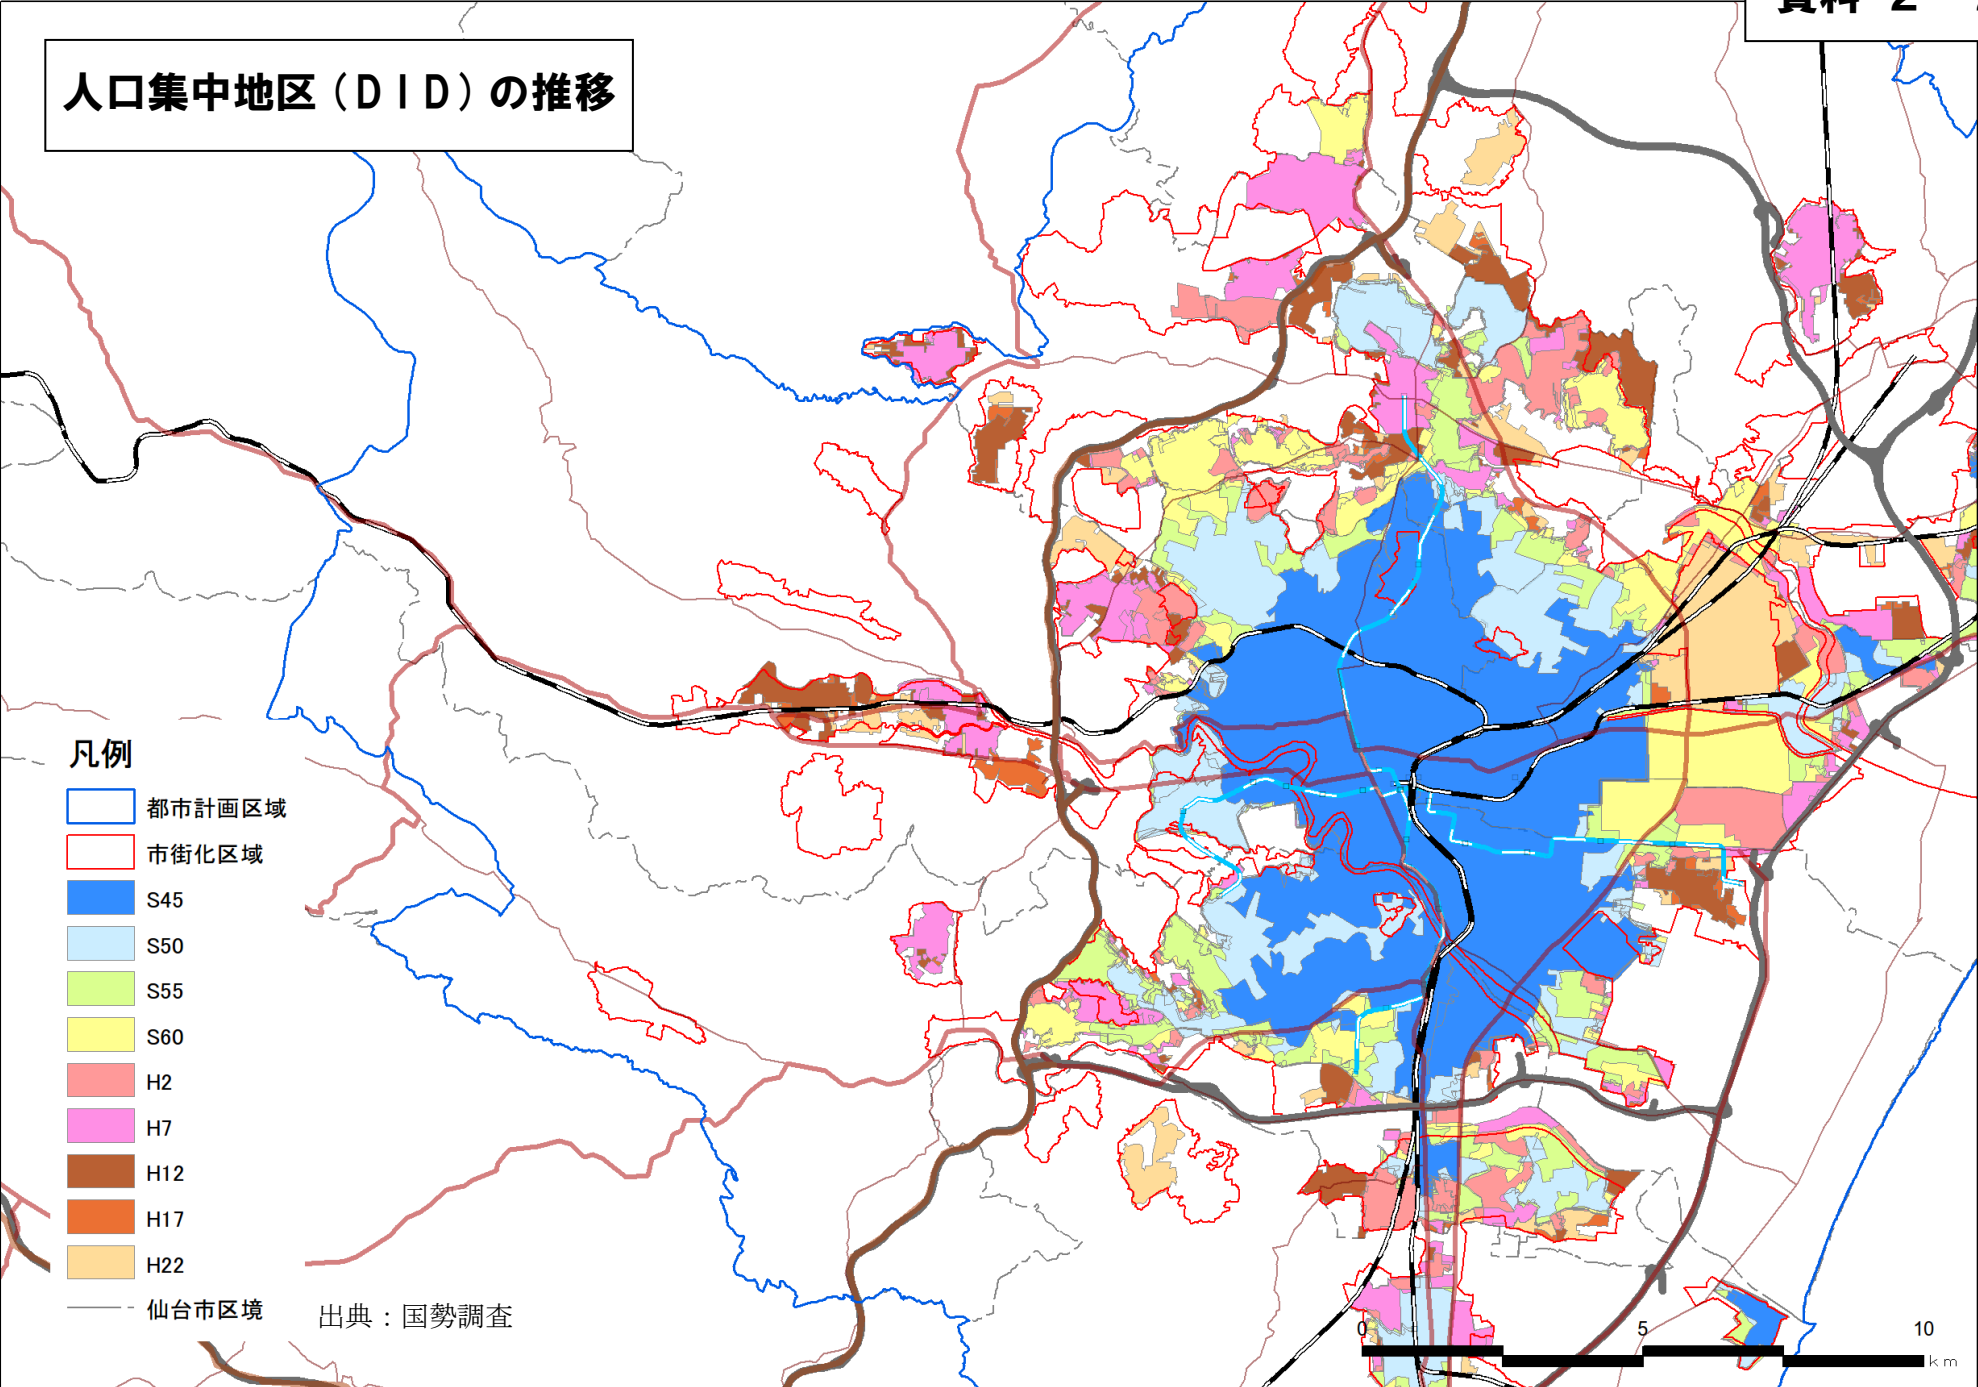 資料 2
人口集中地区（ＤＩＤ）の推移
凡例
都市計画区域
市街化区域
S45
S50
S55
S60
H2
H7
H12
H17
H22
仙台市区境
出典：国勢調査
0 5 10
km